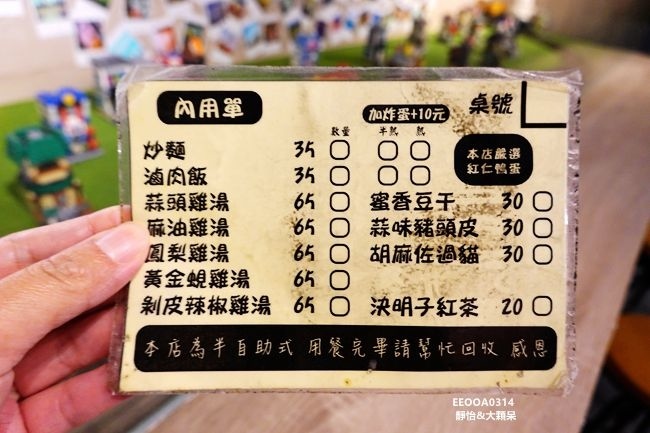 內用單
加炸蛋+10元
桌號
數量
半熟 熟
本店嚴選
紅仁鴨蛋
炒麵 35
滷肉飯 35
蒜頭雞湯 65
麻油雞湯 65
鳳梨雞湯 65
黃金蜆雞湯 65
剝皮辣椒雞湯 65
蜜香豆干 30
蒜味豬頭皮 30
胡麻佐過貓 30
決明子紅茶 20
本店為半自助式 用餐完畢請幫忙回收 感恩
EEOOA0314
靜怡&大顆呆